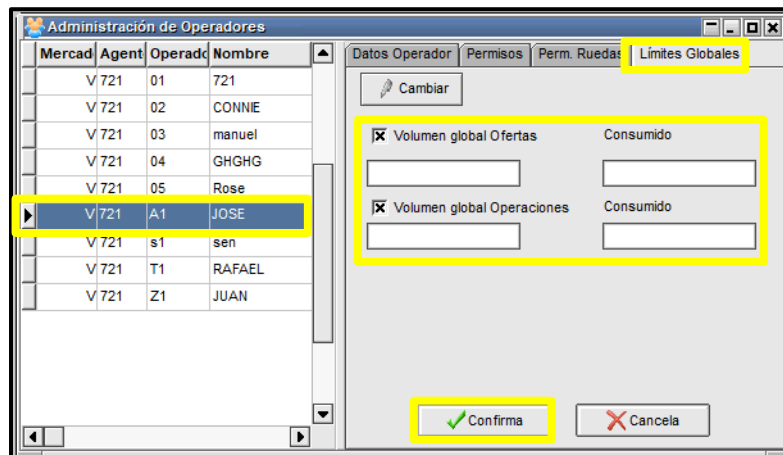 Administración de Operadores
Mercad Agent Operadc Nombre
V 721 01 721
V 721 02 CONNIE
V 721 03 manuel
V 721 04 GHGHG
V 721 05 Rose
V 721 A1 JOSE
V 721 s1 sen
V 721 T1 RAFAEL
V 721 Z1 JUAN
Datos Operador Permisos Perm. Ruedas Límites Globales
Cambiar
Volumen global Ofertas Consumido
Volumen global Operaciones Consumido
Confirma Cancela